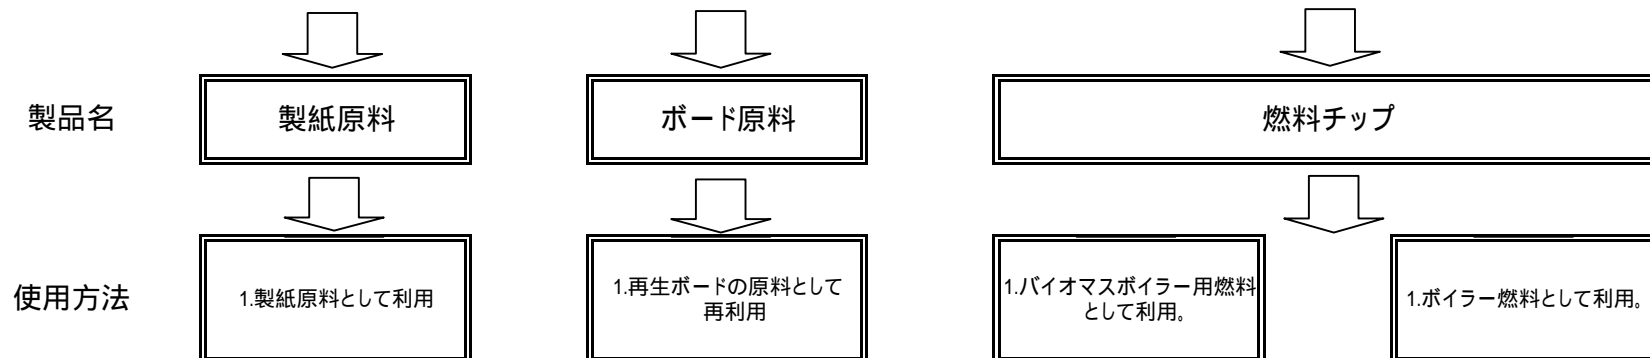 製品名
製紙原料
ボード原料
燃料チップ
使用方法
1.製紙原料として利用
1.再生ボードの原料として
再利用
1.バイオマスボイラー用燃料
として利用。
1.ボイラー燃料として利用。